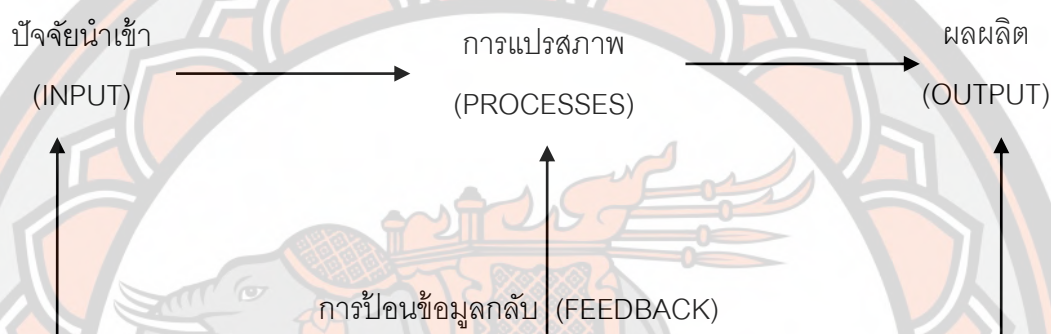 ปัจจัยนำเข้า
(INPUT)
การแปรสภาพ
(PROCESSES)
ผลผลิต
(OUTPUT)
การป้อนข้อมูลกลับ (FEEDBACK)